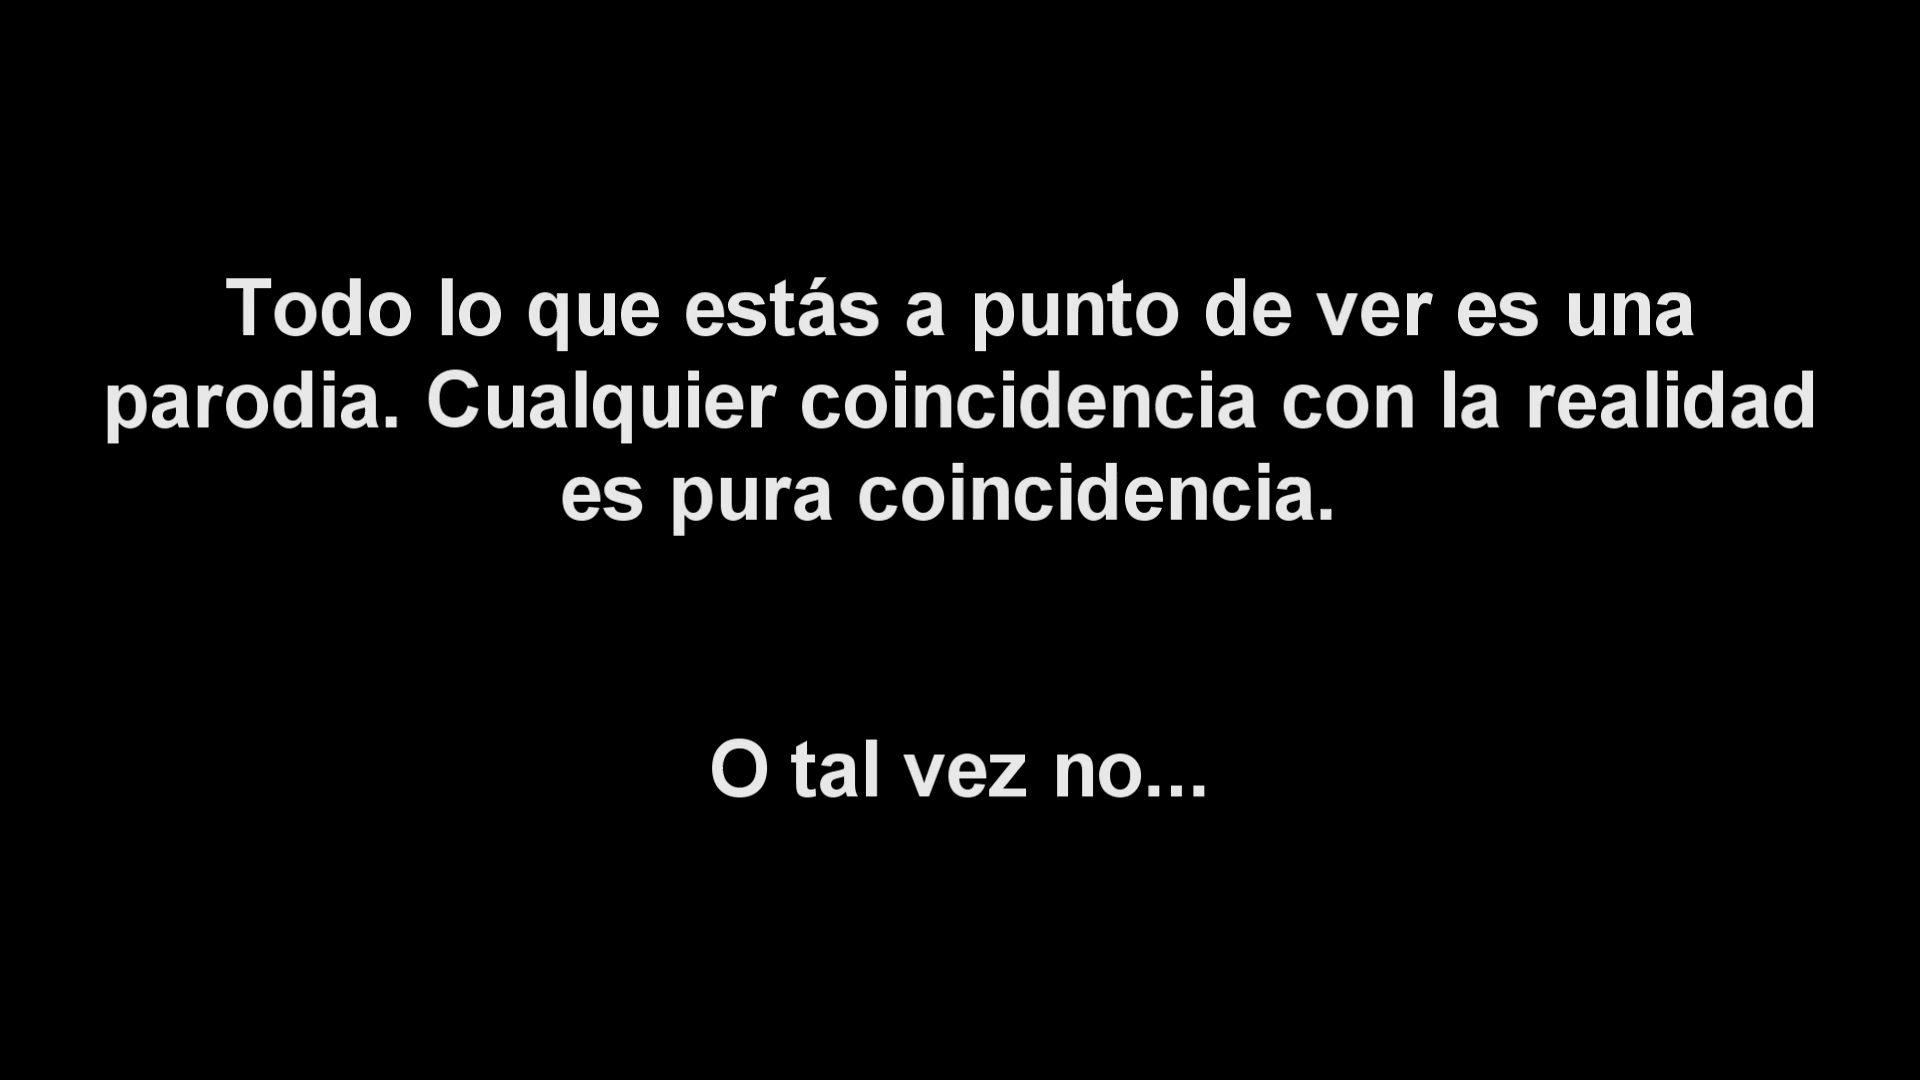 Todo lo que estás a punto de ver es una
parodia. Cualquier coincidencia con la realidad
es pura coincidencia.
O tal vez no...